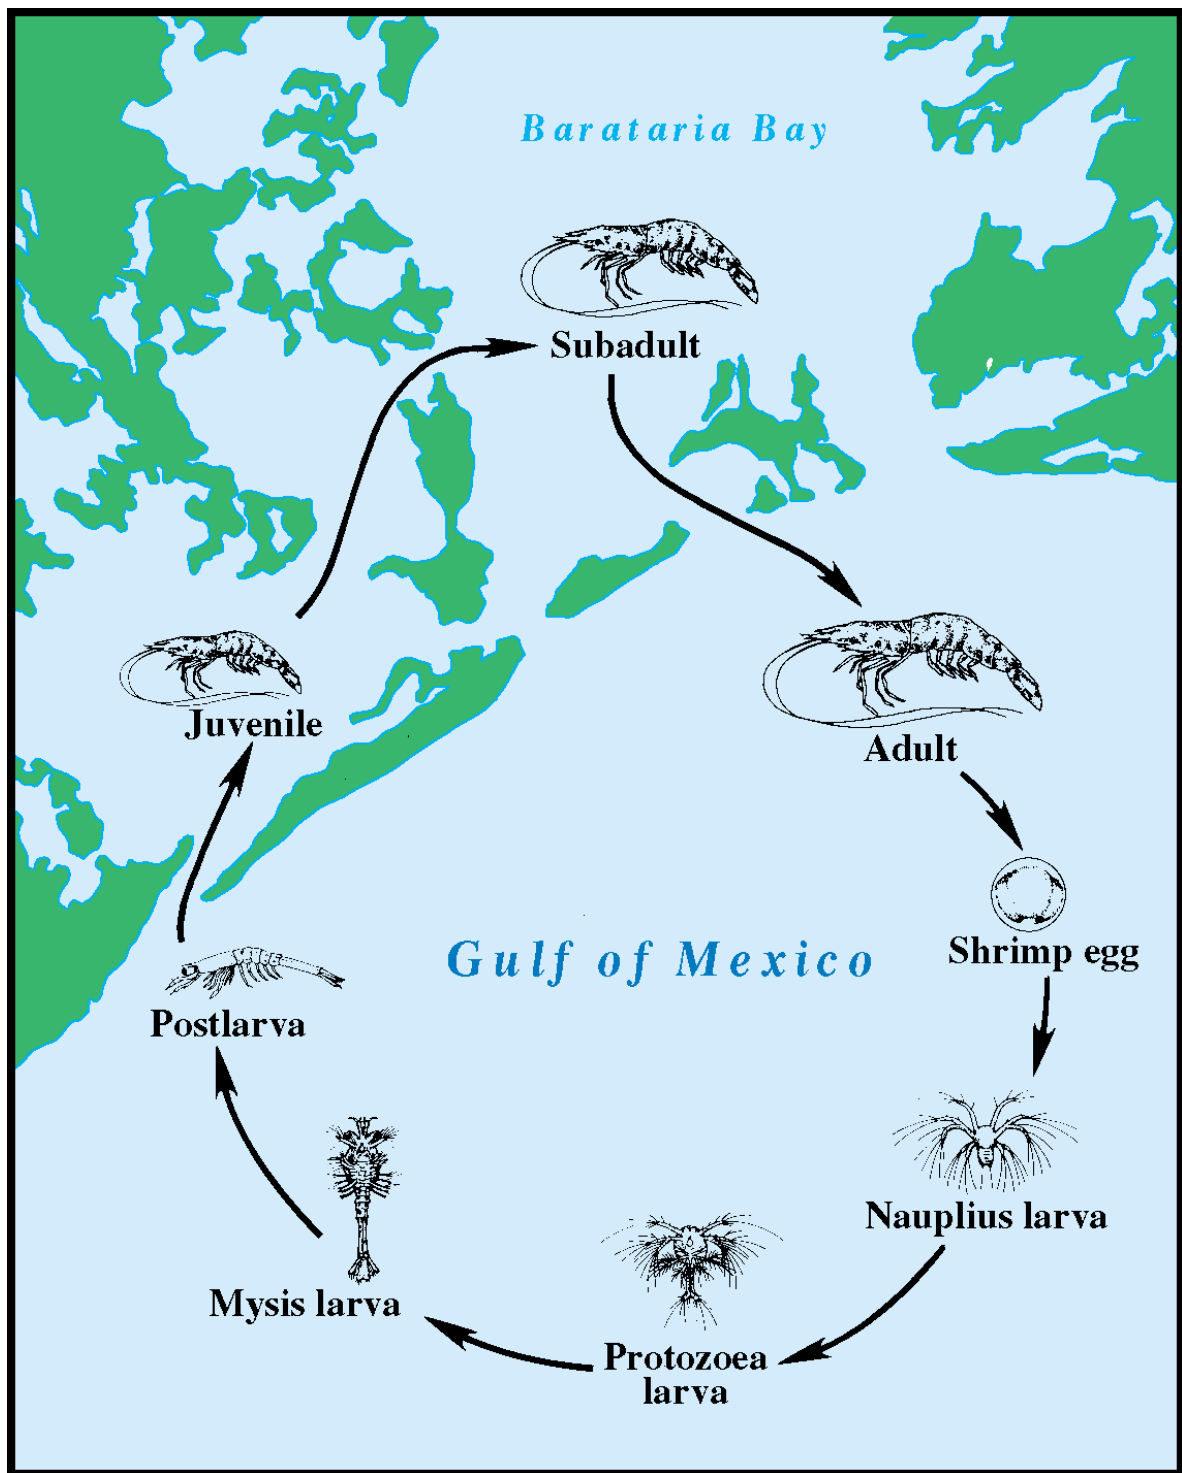 Barataria Bay
Subadult
Juvenile
Adult
Shrimp egg
Gulf of Mexico
Postlarva
Nauplius larva
Mysis larva
Protozoea
larva